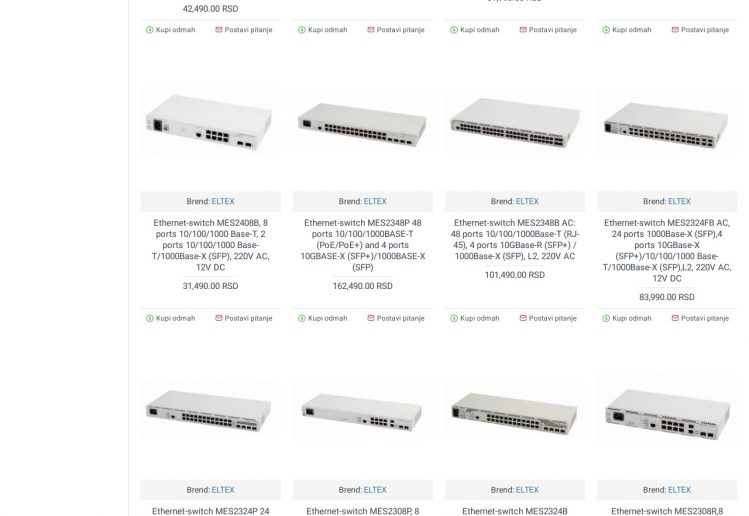 42,490.00 RSD
Kupi odmah Postavi pitanje Kupi odmah Postavi pitanje Kupi odmah Postavi pitanje Kupi odmah Postavi pitanje
Brend: ELTEX
Ethernet-switch MES2408B, 8
ports 10/100/1000 Base-T, 2
ports 10/100/1000 Base-
T/1000Base-X (SFP), 220V AC,
12V DC
31,490.00 RSD
Kupi odmah Postavi pitanje
Brend: ELTEX
Ethernet-switch MES2348P 48
ports 10/100/1000BASE-T
(PoE/PoE+) and 4 ports
10GBASE-X (SFP+)/1000BASE-X
(SFP)
162,490.00 RSD
Kupi odmah Postavi pitanje
Brend: ELTEX
Ethernet-switch MES2348B AC:
48 ports 10/100/1000Base-T (RJ-
45), 4 ports 10GBase-R (SFP+) /
1000Base-X (SFP), L2, 220V AC
101,490.00 RSD
Kupi odmah Postavi pitanje
Brend: ELTEX
Ethernet-switch MES2324FB AC,
24 ports 1000Base-X (SFP),4
ports 10GBase-X
(SFP+)/10/100/1000 Base-
T/1000Base-X (SFP),L2, 220V AC,
12V DC
83,990.00 RSD
Kupi odmah Postavi pitanje
Brend: ELTEX
Ethernet-switch MES2324P 24
Brend: ELTEX
Ethernet-switch MES2308P, 8
Brend: ELTEX
Ethernet-switch MES2324B
Brend: ELTEX
Ethernet-switch MES2308R,8